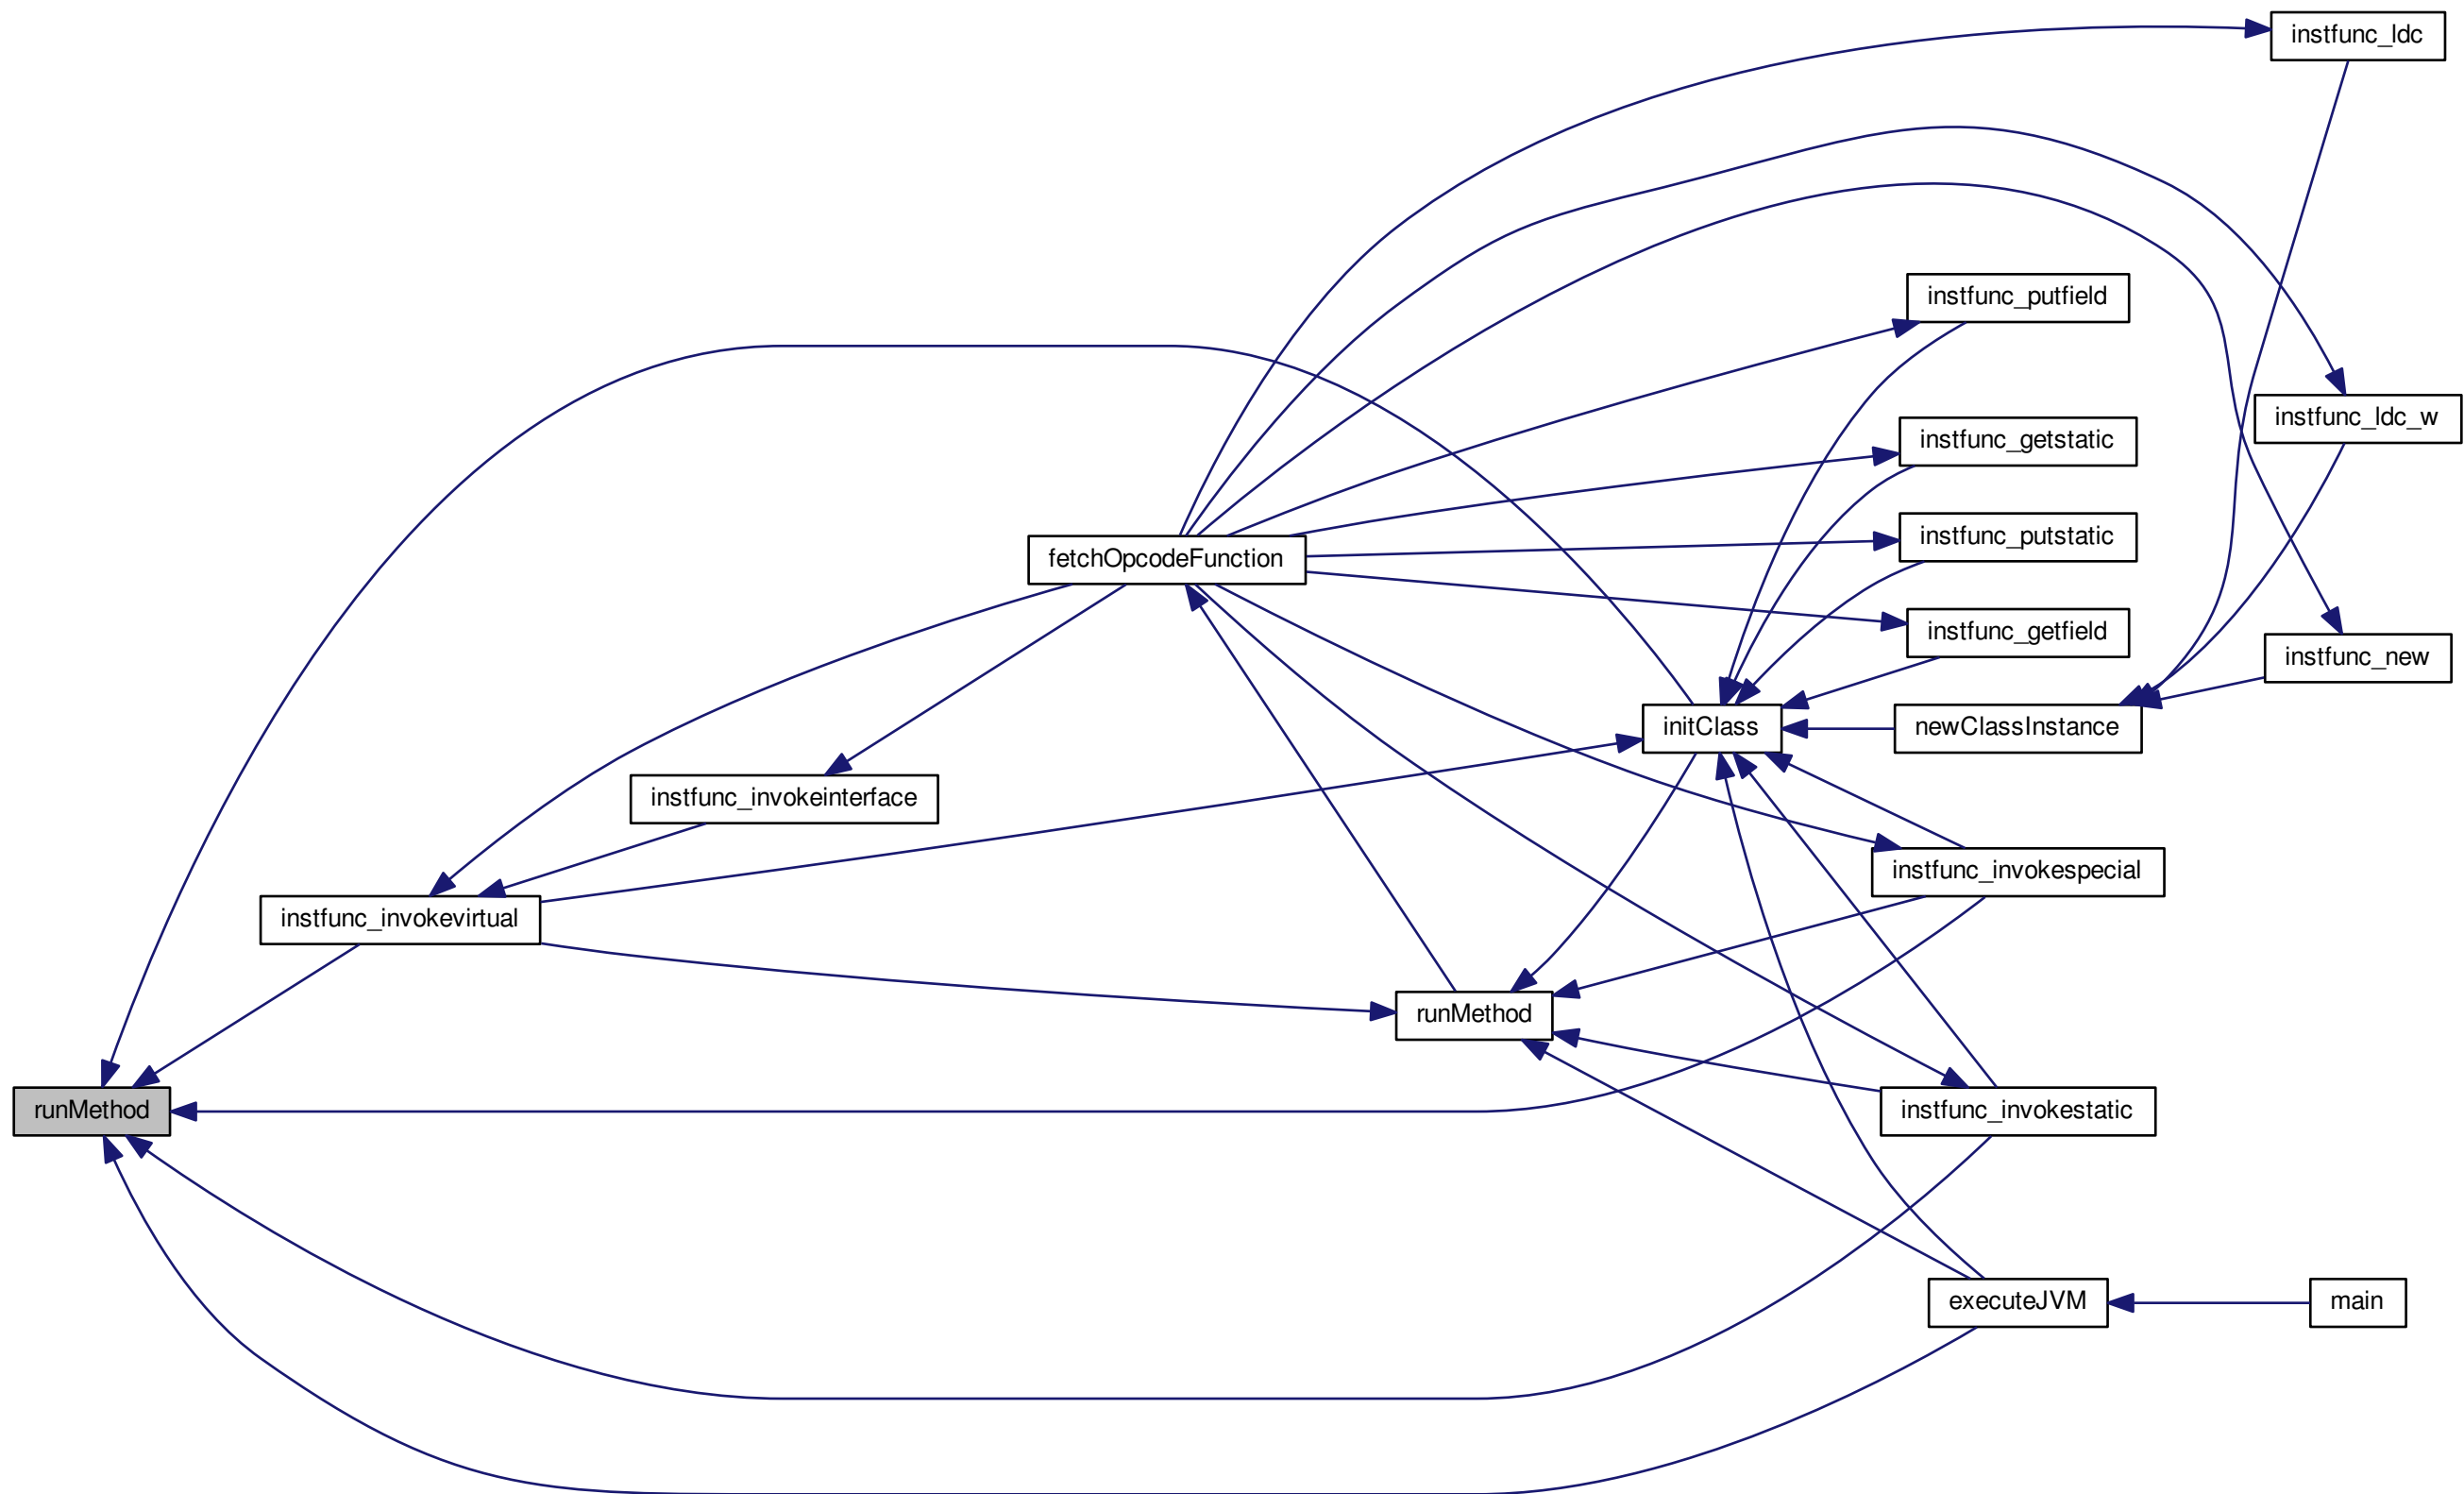 instfunc_ldc
instfunc_putfield
instfunc_ldc_w
instfunc_getstatic
instfunc_putstatic
fetchOpcodeFunction
instfunc_getfield
instfunc_new
initClass
newClassInstance
instfunc_invokeinterface
instfunc_invokespecial
instfunc_invokevirtual
runMethod
runMethod
instfunc_invokestatic
executeJVM
main